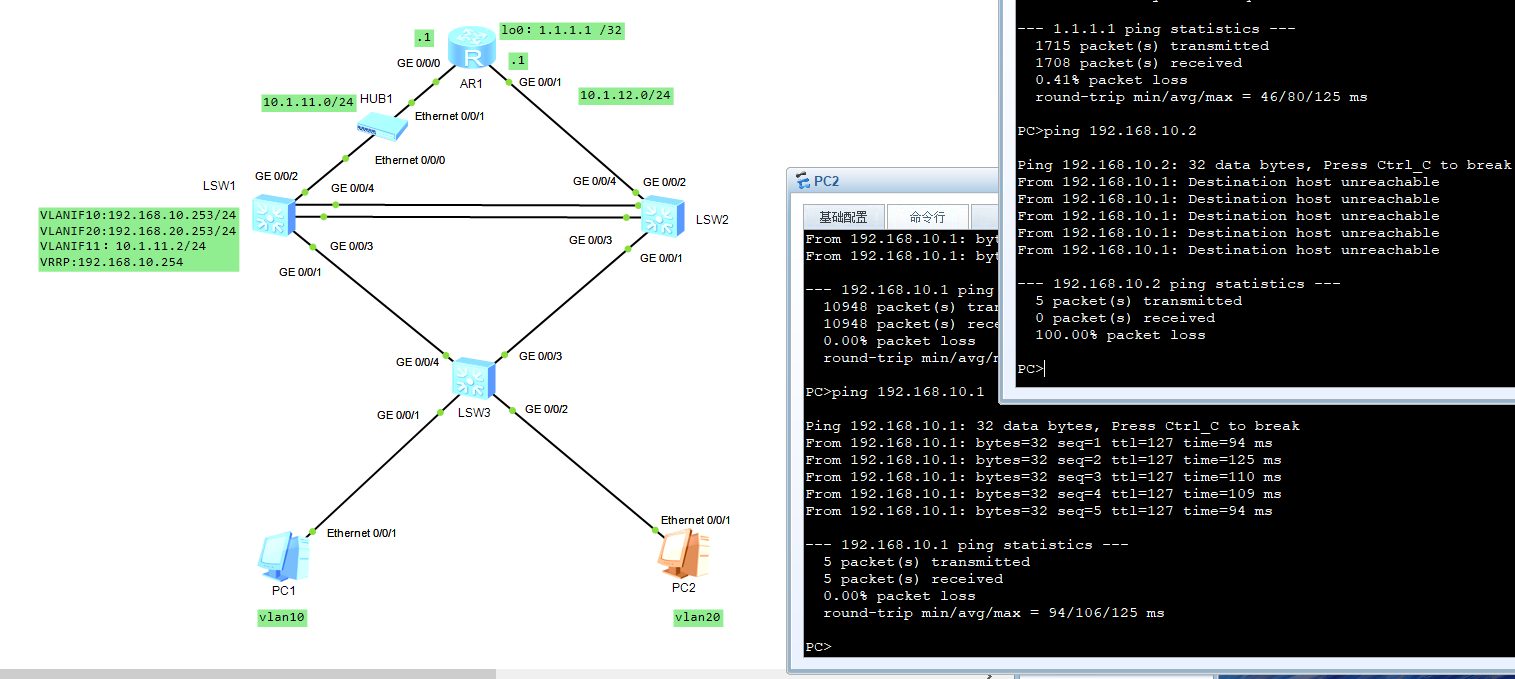 lo0: 1.1.1.1 /32
.1
GE 0/0/0
R
.1
AR1
GE 0/0/1
10.1.11.0/24
HUB1
10.1.12.0/24
Ethernet 0/0/1
Ethernet 0/0/0
GE 0/0/2
LSW1
GE 0/0/4
GE 0/0/4
GE 0/0/2
LSW2
VLANIF10:192.168.10.253/24
VLANIF20:192.168.20.253/24
VLANIF11: 10.1.11.2/24
VRRP:192.168.10.254
GE 0/0/3
GE 0/0/3
GE 0/0/1
GE 0/0/1
GE 0/0/4
GE 0/0/3
GE 0/0/1
LSW3
GE 0/0/2
Ethernet 0/0/1
Ethernet 0/0/1
PC1
PC2
vlan10
vlan20
PC2
基础配置
命令行
From 192.168.10.1: byt
From 192.168.10.1: byt
--- 192.168.10.1 ping
10948 packet(s) tran
10948 packet(s) rece
0.00% packet loss
round-trip min/avg/m
PC>ping 192.168.10.1
Ping 192.168.10.1: 32 data bytes, Press Ctrl_C to break
From 192.168.10.1: bytes=32 seq=1 ttl=127 time=94 ms
From 192.168.10.1: bytes=32 seq=2 ttl=127 time=125 ms
From 192.168.10.1: bytes=32 seq=3 ttl=127 time=110 ms
From 192.168.10.1: bytes=32 seq=4 ttl=127 time=109 ms
From 192.168.10.1: bytes=32 seq=5 ttl=127 time=94 ms
--- 192.168.10.1 ping statistics ---
5 packet(s) transmitted
5 packet(s) received
0.00% packet loss
round-trip min/avg/max = 94/106/125 ms
PC>
--- 1.1.1.1 ping statistics ---
1715 packet(s) transmitted
1708 packet(s) received
0.41% packet loss
round-trip min/avg/max = 46/80/125 ms
PC>ping 192.168.10.2
Ping 192.168.10.2: 32 data bytes, Press Ctrl_C to break
From 192.168.10.1: Destination host unreachable
From 192.168.10.1: Destination host unreachable
From 192.168.10.1: Destination host unreachable
From 192.168.10.1: Destination host unreachable
From 192.168.10.1: Destination host unreachable
--- 192.168.10.2 ping statistics ---
5 packet(s) transmitted
0 packet(s) received
100.00% packet loss
PC>